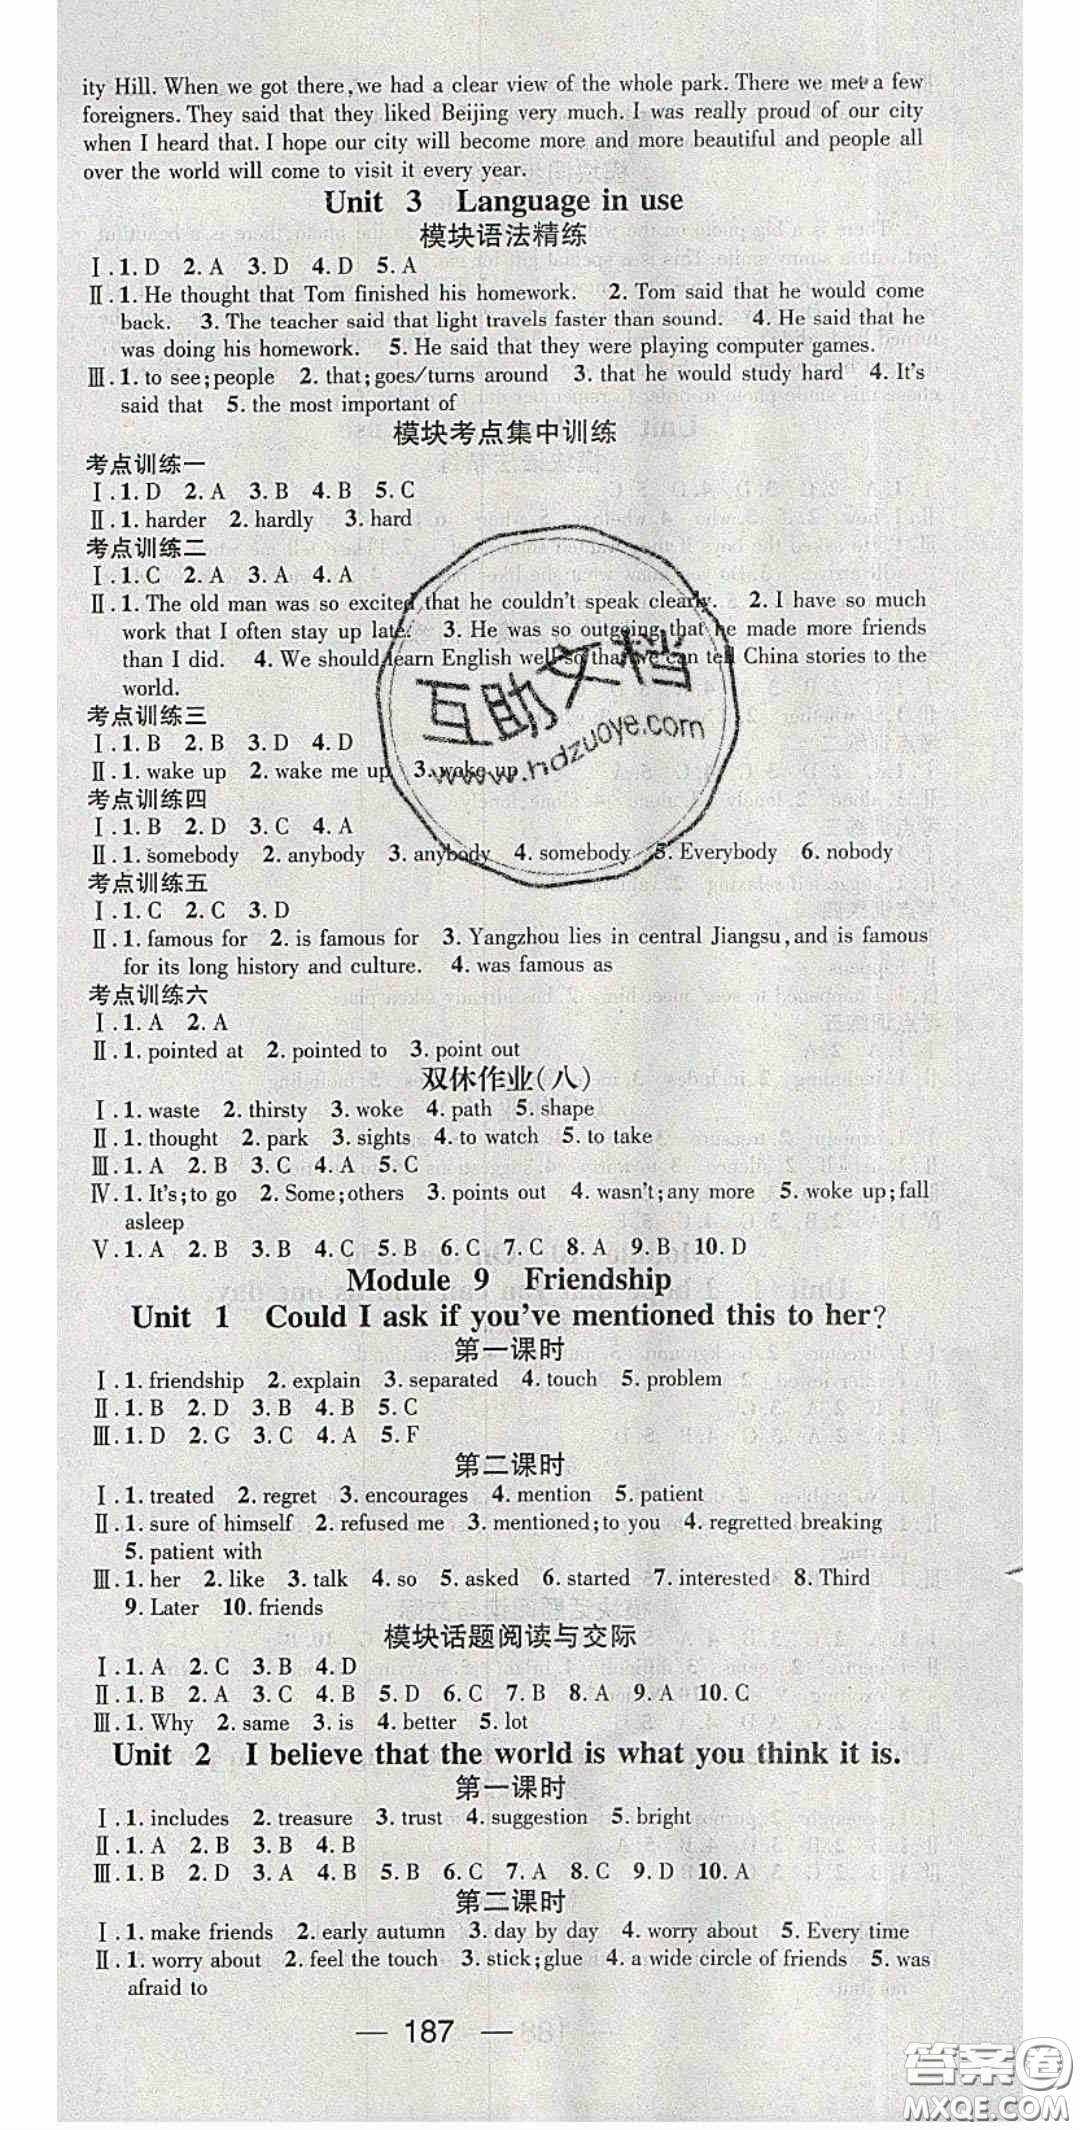 ity Hill. When we got there, we had a clear view of the whole park. There we met a few
foreigners. They said that they liked Beijing very much. I was really proud of our city
when I heard that. I hope our city will become more and more beautiful and people all
over the world will come to visit it every year.
Unit 3 Language in use
模块语法精练
Ⅰ.1. D 2. A 3. D 4. D 5. A
Ⅱ.1. He thought that Tom finished his homework. 2. Tom said that he would come
back. 3. The teacher said that light travels faster than sound. 4. He said that he
was doing his homework. 5. He said that they were playing computer games.
Ⅲ.1. to see; people 2. that; goes/turns around 3. that he would study hard 4. It's
said that 5. the most important of
模块考点集中训练
考点训练一
Ⅰ.1. D 2. A 3. B 4. B 5. C
Ⅱ.1. harder 2. hardly 3. hard
考点训练二
Ⅰ.1. C 2. A 3. A 4. A
Ⅱ.1. The old man was so excited that he couldn't speak clearly. 2. I have so much
work that I often stay up late. 3. He was so outgoing that he made more friends
than I did. 4. We should learn English well so that we can tell China stories to the
world.
考点训练三
Ⅰ.1. B 2. B 3. D 4. D
Ⅱ.1. wake up 2. wake me up 3. woke up
考点训练四
Ⅰ.1. B 2. D 3. C 4. A
Ⅱ.1. somebody 2. anybody 3. anybody 4. somebody 5. Everybody 6. nobody
考点训练五
Ⅰ.1. C 2. C 3. D
Ⅱ.1. famous for 2. is famous for 3. Yangzhou lies in central Jiangsu, and is famous
for its long history and culture. 4. was famous as
考点训练六
Ⅰ.1. A 2. A
Ⅱ.1. pointed at 2. pointed to 3. point out
双休作业(八)
Ⅰ.1. waste 2. thirsty 3. woke 4. path 5. shape
Ⅱ.1. thought 2. park 3. sights 4. to watch 5. to take
Ⅲ.1. A 2. B 3. C 4. A 5. C
Ⅳ.1. It's; to go 2. Some; others 3. points out 4. wasn't; any more 5. woke up; fall
asleep
Ⅴ.1. A 2. B 3. B 4. C 5. B 6. C 7. C 8. A 9. B 10. D
Module 9 Friendship
Unit 1 Could I ask if you've mentioned this to her?
第一课时
Ⅰ.1. friendship 2. explain 3. separated 4. touch 5. problem
Ⅱ.1. B 2. D 3. B 4. B 5. C
Ⅲ.1. D 2. G 3. C 4. A 5. F
第二课时
Ⅰ.1. treated 2. regret 3. encourages 4. mention 5. patient
Ⅱ.1. sure of himself 2. refused me 3. mentioned; to you 4. regretted breaking
5. patient with
Ⅲ.1. her 2. like 3. talk 4. so 5. asked 6. started 7. interested 8. Third
9. Later 10. friends
模块话题阅读与交际
Ⅰ.1. A 2. C 3. B 4. D
Ⅱ.1. B 2. A 3. C 4. B 5. D 6. C 7. B 8. A 9. A 10. C
Ⅲ.1. Why 2. same 3. is 4. better 5. lot
Unit 2 I believe that the world is what you think it is.
第一课时
Ⅰ.1. includes 2. treasure 3. trust 4. suggestion 5. bright
Ⅱ.1. A 2. B 3. B 4. B
Ⅲ.1. B 2. D 3. A 4. B 5. B 6. C 7. A 8. C 9. D 10. A
第二课时
Ⅰ.1. make friends 2. early autumn 3. day by day 4. worry about 5. Every time
Ⅱ.1. worry about 2. feel the touch 3. stick; glue 4. a wide circle of friends 5. was
afraid to
— 187 —
互助文档
www.hdzuoye.com
答案圈
MXQE.COM